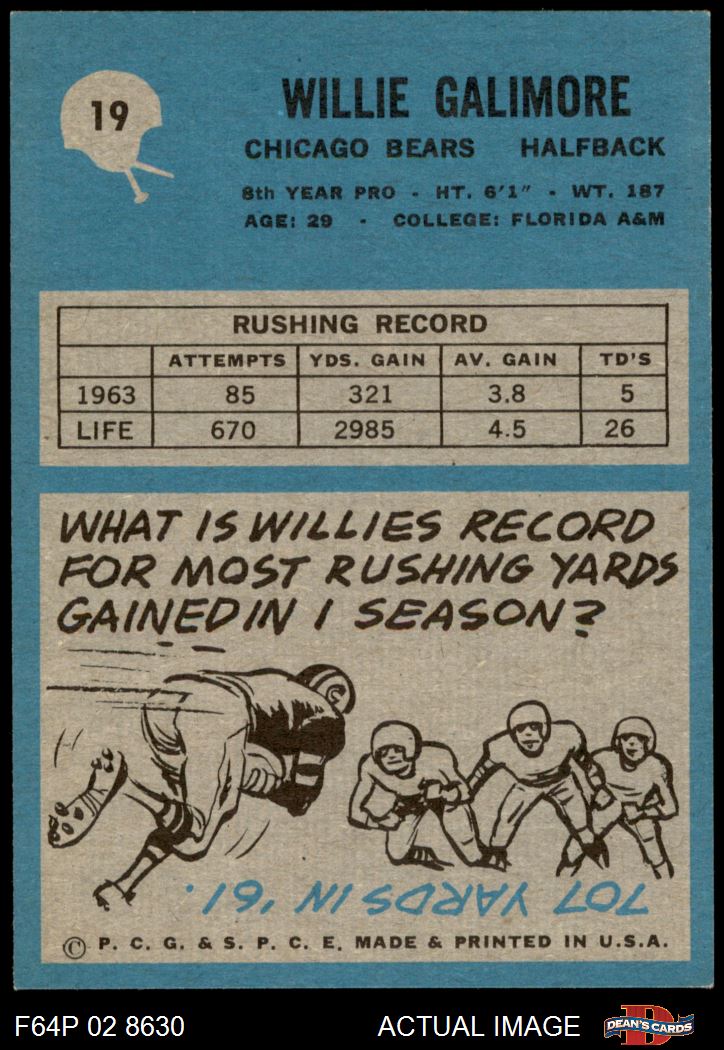 19
WILLIE GALIMORE
CHICAGO BEARS HALFBACK
8th YEAR PRO - HT. 6'1" - WT. 187
AGE: 29 - COLLEGE: FLORIDA A&M
RUSHING RECORD
ATTEMPTS YDS. GAIN AV. GAIN TD'S
1963 85 321 3.8 5
LIFE 670 2985 4.5 26
WHAT IS WILLIES RECORD
FOR MOST RUSHING YARDS
GAINED IN 1 SEASON?
707 YARDS IN '61.
© P. C. G. & S. P. C. E. MADE & PRINTED IN U.S.A.
F64P 02 8630 ACTUAL IMAGE D DEAN'S CARDS